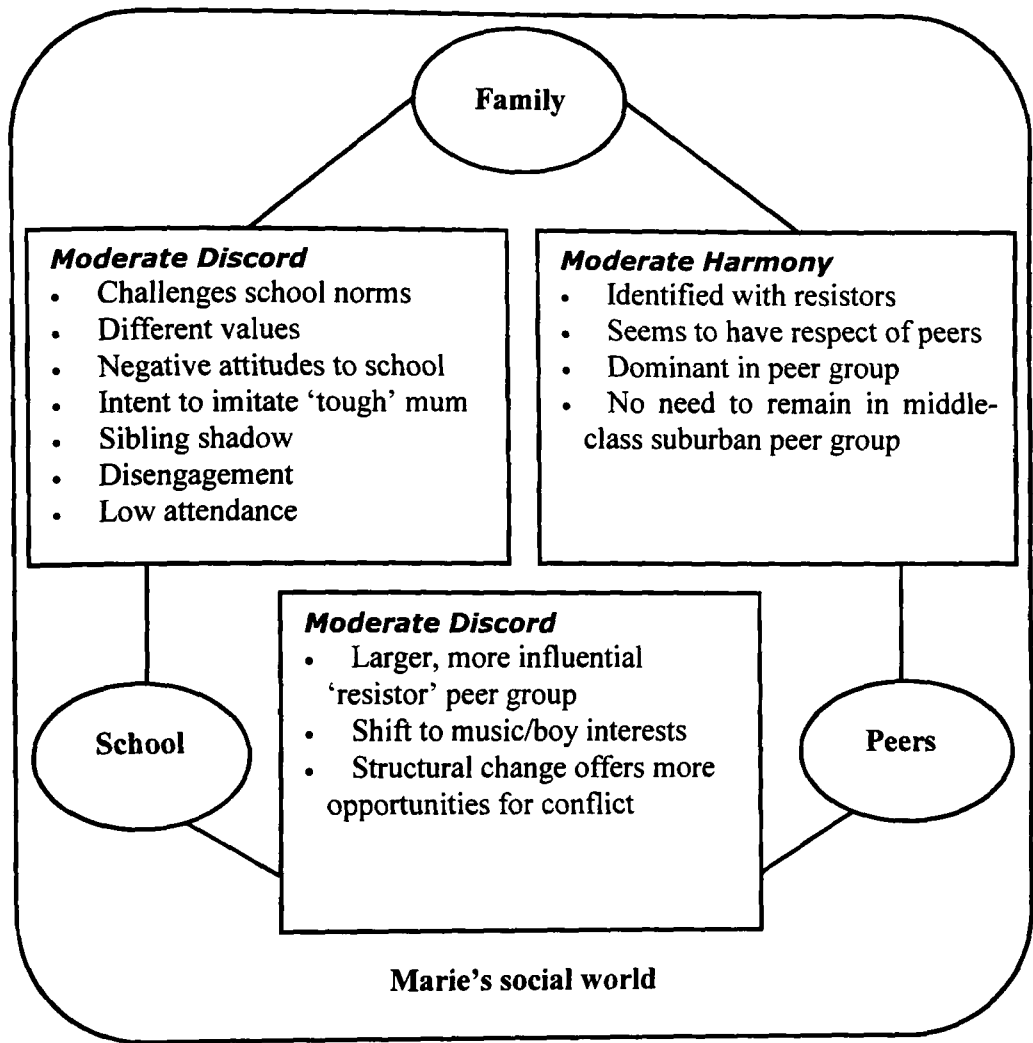 Family
Moderate Discord
• Challenges school norms
• Different values
• Negative attitudes to school
• Intent to imitate ‘tough’ mum
• Sibling shadow
• Disengagement
• Low attendance
Moderate Harmony
• Identified with resistors
• Seems to have respect of peers
• Dominant in peer group
• No need to remain in middle-
class suburban peer group
School
Moderate Discord
• Larger, more influential
‘resistor’ peer group
• Shift to music/boy interests
• Structural change offers more
opportunities for conflict
Peers
Marie’s social world